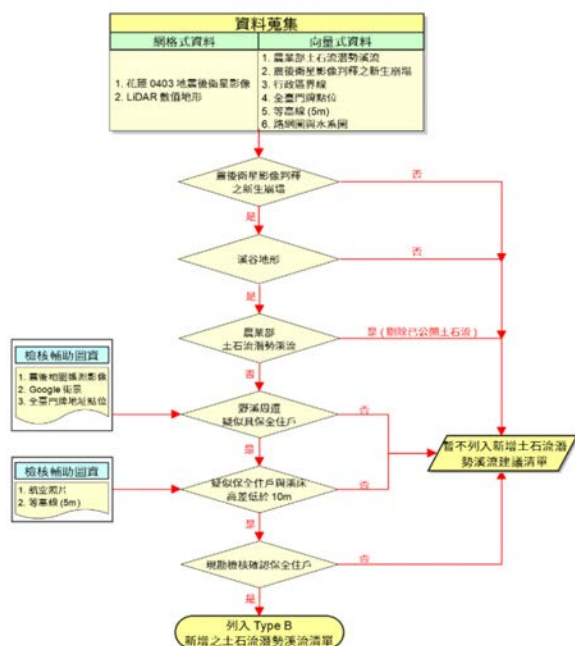 資料蒐集
網格式資料
向量式資料
1. 花蓮 0403 地震後衛星影像
2. LiDAR 數值地形
1. 農業部土石流潛勢溪流
2. 震後衛星影像判釋之新生崩塌
3. 行政區界線
4. 全臺門牌點位
5. 等高線 (5m)
6. 路網圖與水系圖
震後衛星影像判釋
之新生崩塌
否
是
溪谷地形
否
是
農業部
土石流潛勢溪流
是 ( 剔除已公開土石流 )
否
檢核輔助圖資
1. 震後地面攝測影像
2. Google 街景
3. 全臺門牌地址點位
野溪周遭
疑似具保全住戶
否
是
暫不列入新增土石流潛
勢溪流建議清單
檢核輔助圖資
1. 航空照片
2. 等高線 (5m)
疑似保全住戶與溪床
高差低於 10m
否
是
現勘檢核確認保全住戶
否
是
列入 Type B
新增之土石流潛勢溪流清單